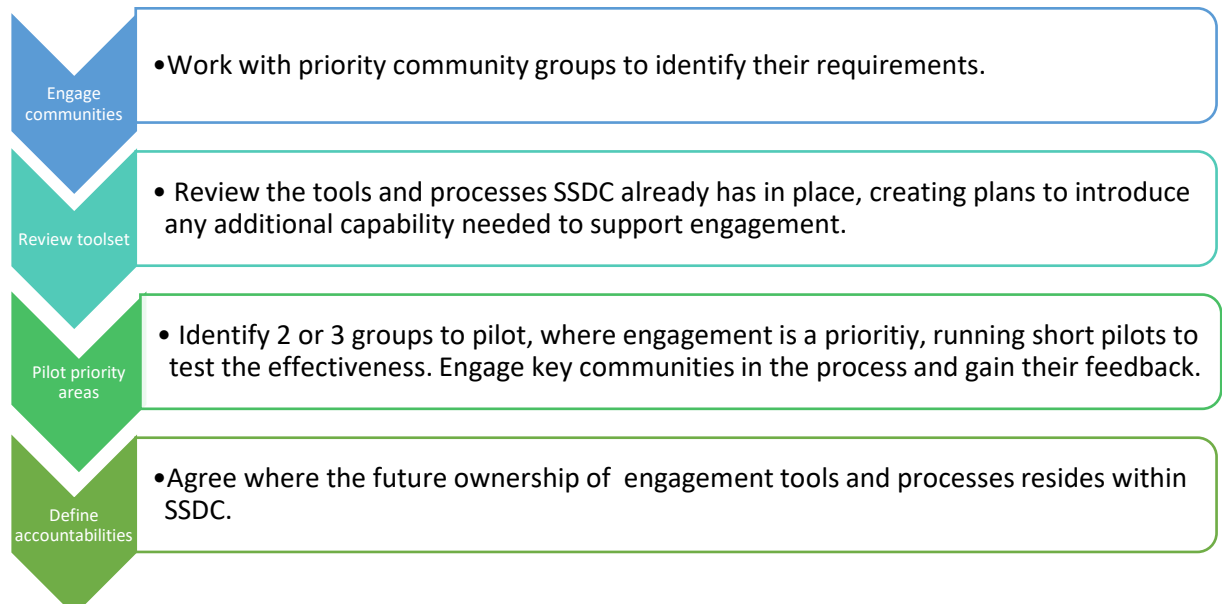 Engage
communities
•Work with priority community groups to identify their requirements.
Review toolset
• Review the tools and processes SSDC already has in place, creating plans to introduce
any additional capability needed to support engagement.
Pilot priority
areas
• Identify 2 or 3 groups to pilot, where engagement is a prioritiy, running short pilots to
test the effectiveness. Engage key communities in the process and gain their feedback.
Define
accountabilities
•Agree where the future ownership of engagement tools and processes resides within
SSDC.